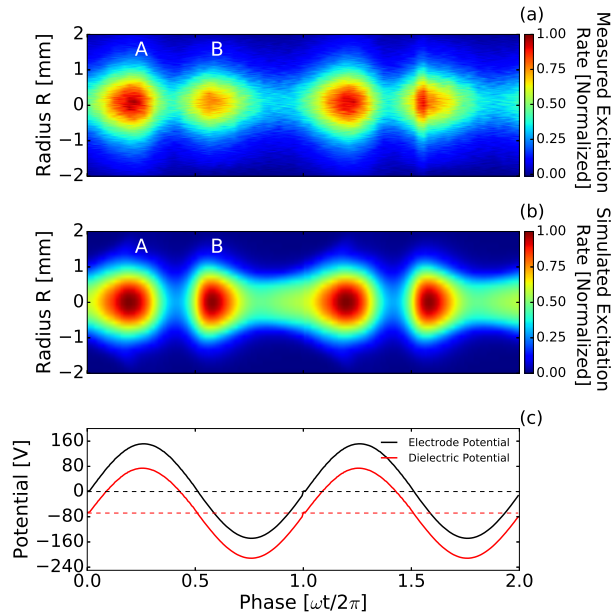 (a)
A
B
2
1
0
−1
−2
Radius R [mm]
1.00
0.75
0.50
0.25
0.00
Measured Excitation
Rate [Normalized]
(b)
A
B
2
1
0
−1
−2
Radius R [mm]
1.00
0.75
0.50
0.25
0.00
Simulated Excitation
Rate [Normalized]
(c)
160
80
0
−80
−160
−240
Potential [V]
Electrode Potential
Dielectric Potential
0.0
0.5
1.0
1.5
2.0
Phase [ωt/2π]